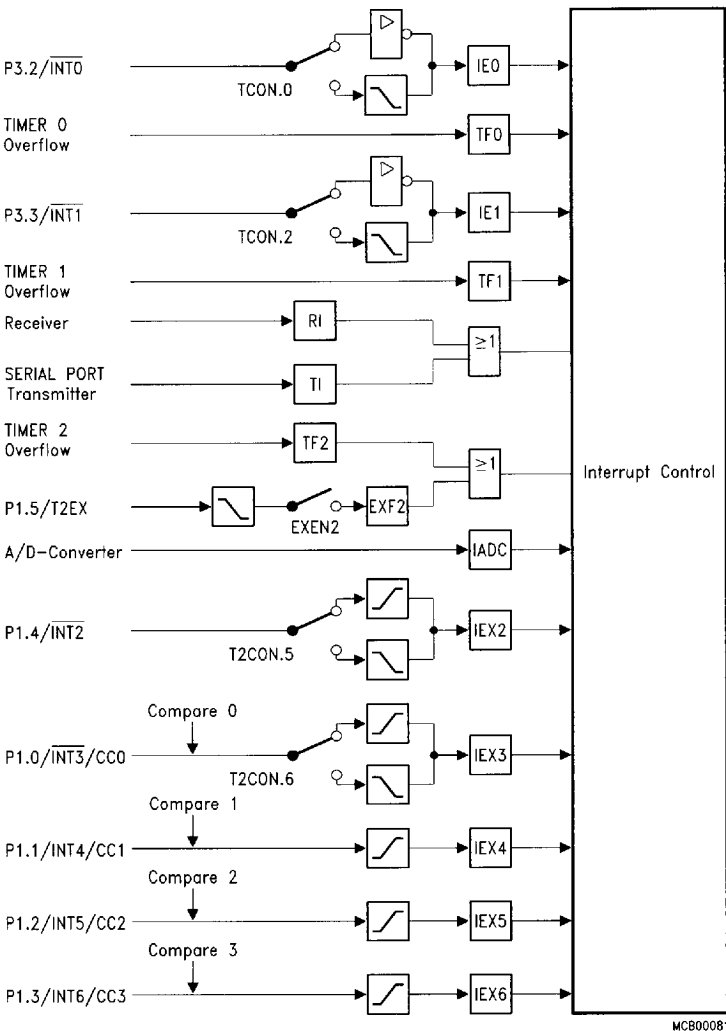 P3.2/INT0
TCON.0
IE0
TIMER 0
Overflow
TF0
P3.3/INT1
TCON.2
IE1
TIMER 1
Overflow
TF1
Receiver
RI
≥1
SERIAL PORT
Transmitter
TI
TIMER 2
Overflow
TF2
≥1
Interrupt Control
P1.5/T2EX
EXEN2
EXF2
A/D-Converter
IADC
P1.4/INT2
T2CON.5
IEX2
Compare 0
P1.0/INT3/CC0
T2CON.6
IEX3
Compare 1
P1.1/INT4/CC1
IEX4
Compare 2
P1.2/INT5/CC2
IEX5
Compare 3
P1.3/INT6/CC3
IEX6
MCB00081